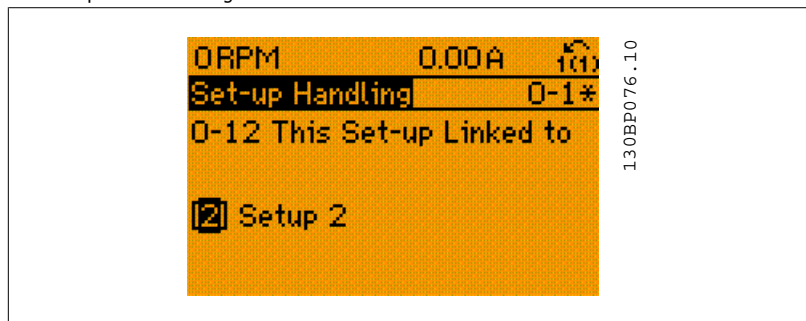 0RPM 0.00A 1(1)
Set-up Handling 0-1*
0-12 This Set-up Linked to
[2] Setup 2
130BP076.10